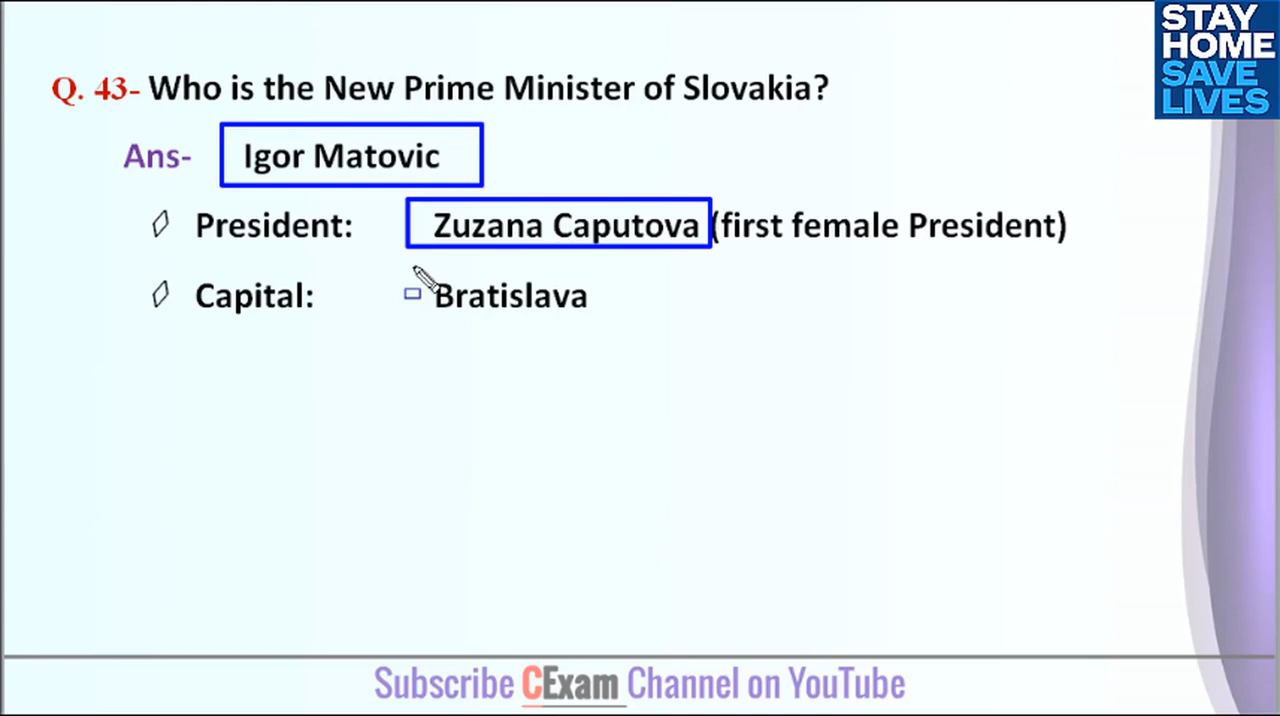 STAY
HOME
SAVE
LIVES
Q. 43- Who is the New Prime Minister of Slovakia?
Ans- Igor Matovic
President: Zuzana Caputova (first female President)
Capital: Bratislava
Subscribe CExam Channel on YouTube